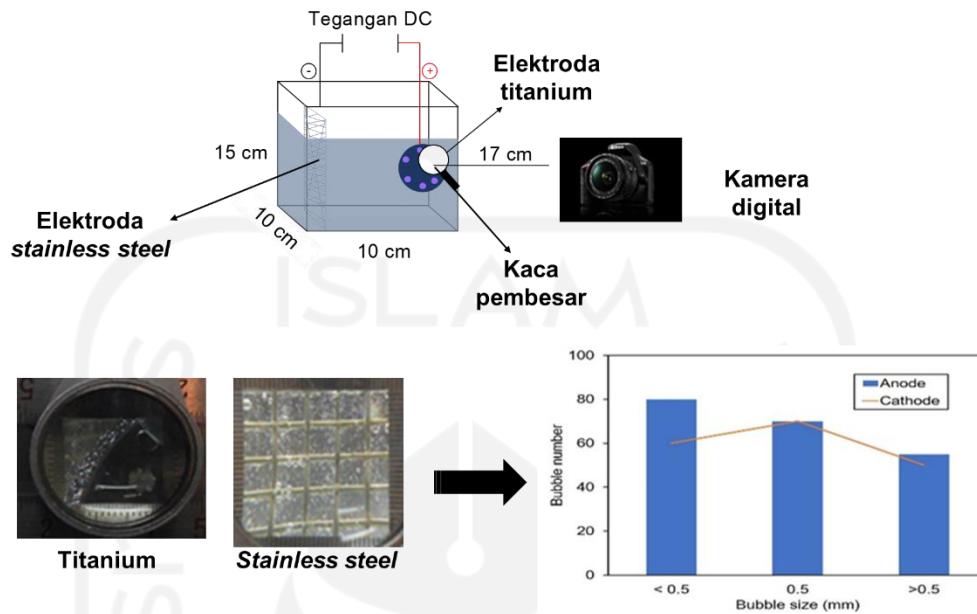 Tegangan DC
-
+
Elektroda
titanium
15 cm
17 cm
Kamera
digital
Elektroda
stainless steel
10 cm
10 cm
Kaca
pembesar
ISLAM
Titanium
Stainless steel
100
80
60
40
20
0
Bubble number
Anode
Cathode
< 0.5
0.5
>0.5
Bubble size (mm)